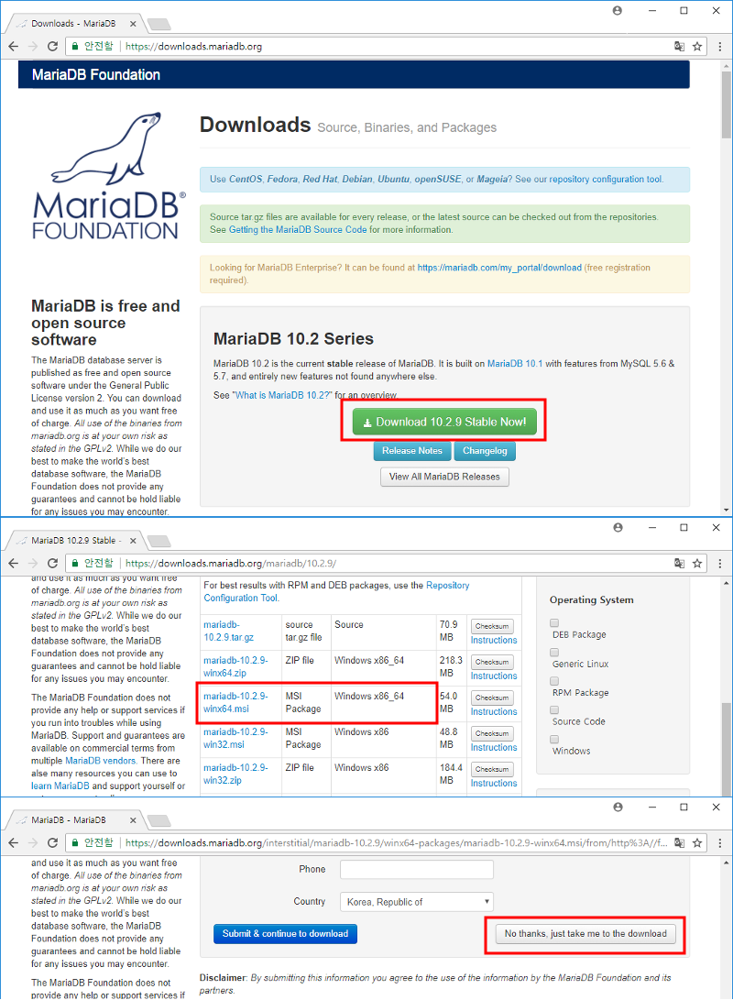 Downloads - MariaDB
안전함 https://downloads.mariadb.org
MariaDB Foundation
MariaDB®
FOUNDATION
MariaDB is free and
open source
software
The MariaDB database server is
published as free and open source
software under the General Public
License version 2. You can download
and use it as much as you want free
of charge. All use of the binaries from
mariadb.org is at your own risk as
stated in the GPLv2. While we do our
best to make the world's best
database software, the MariaDB
Foundation does not provide any
guarantees and cannot be hold liable
for any issues you may encounter.
Downloads Source, Binaries, and Packages
Use CentOS, Fedora, Red Hat, Debian, Ubuntu, openSUSE, or Mageia? See our repository configuration tool.
Source tar.gz files are available for every release, or the latest source can be checked out from the repositories.
See Getting the MariaDB Source Code for more information.
Looking for MariaDB Enterprise? It can be found at https://mariadb.com/my_portal/download (free registration
required).
MariaDB 10.2 Series
MariaDB 10.2 is the current stable release of MariaDB. It is built on MariaDB 10.1 with features from MySQL 5.6 &
5.7, and entirely new features not found anywhere else.
See "What is MariaDB 10.2?" for an overview.
Download 10.2.9 Stable Now!
Release Notes Changelog
View All MariaDB Releases
MariaDB 10.2.9 Stable -
안전함 https://downloads.mariadb.org/mariadb/10.2.9/
and use it as much as you want free
of charge. All use of the binaries from
mariadb.org is at your own risk as
stated in the GPLv2. While we do our
best to make the world's best
database software, the MariaDB
Foundation does not provide any
guarantees and cannot be hold liable
for any issues you may encounter.
The MariaDB Foundation does not
provide any help or support services if
you run into troubles while using
MariaDB. Support and guarantees are
available on commercial terms from
multiple MariaDB vendors. There are
alse many resources you can use to
learn MariaDB and support yourself or
For best results with RPM and DEB packages, use the Repository
Configuration Tool.
mariadb-10.2.9.tar.gz source tar.gz file Source 70.9 MB Checksum Instructions
mariadb-10.2.9-winx64.zip ZIP file Windows x86_64 218.3 MB Checksum Instructions
mariadb-10.2.9-winx64.msi MSI Package Windows x86_64 54.0 MB Checksum Instructions
mariadb-10.2.9-win32.msi MSI Package Windows x86 48.8 MB Checksum Instructions
mariadb-10.2.9-win32.zip ZIP file Windows x86 184.4 MB Checksum Instructions
Operating System
DEB Package
Generic Linux
RPM Package
Source Code
Windows
MariaDB - MariaDB
안전함 https://downloads.mariadb.org/interstitial/mariadb-10.2.9/winx64-packages/mariadb-10.2.9-winx64.msi/from/http%3A//f...
and use it as much as you want free
of charge. All use of the binaries from
mariadb.org is at your own risk as
stated in the GPLv2. While we do our
best to make the world's best
database software, the MariaDB
Foundation does not provide any
guarantees and cannot be hold liable
for any issues you may encounter.
The MariaDB Foundation does not
provide any help or support services if
Phone
Country Korea, Republic of
Submit & continue to download No thanks, just take me to the download
Disclaimer: By submitting this information you agree to the use of the information by the MariaDB Foundation and its
partners.